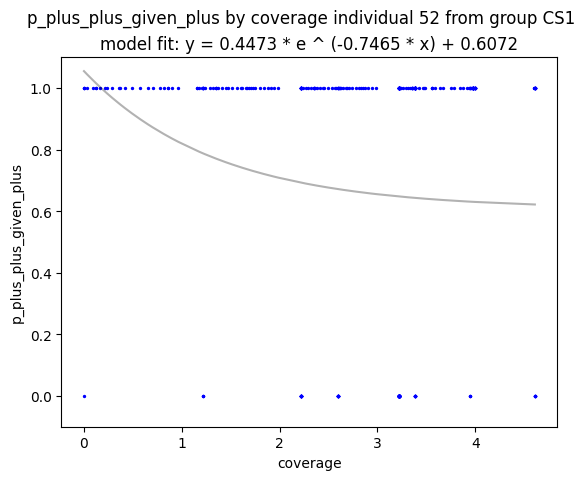 p_plus_plus_given_plus by coverage individual 52 from group CS1
model fit: y = 0.4473 * e ^ (-0.7465 * x) + 0.6072
1.0
0.8
0.6
0.4
0.2
0.0
p_plus_plus_given_plus
0 1 2 3 4
coverage